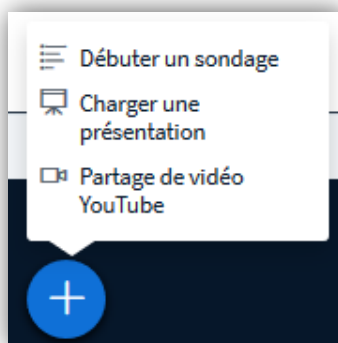 Débuter un sondage
Charger une
présentation
Partage de vidéo
YouTube